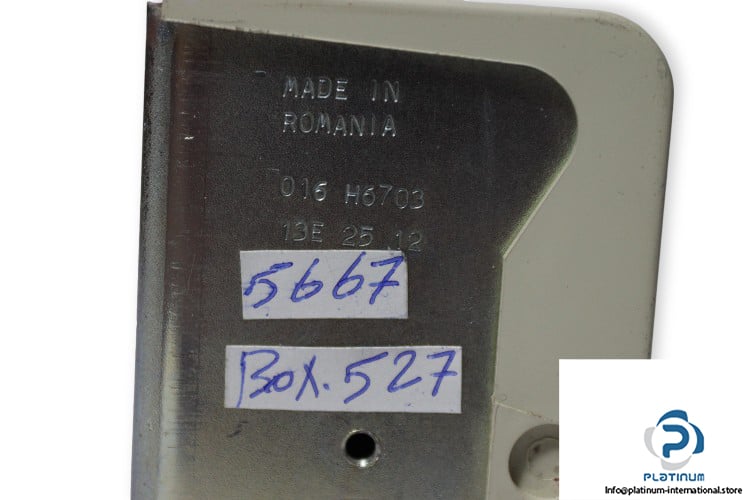 MADE IN
ROMANIA
016 H6703
13E 25 12
5667
Box.527
PLATINUM
Info@platinum-international.store